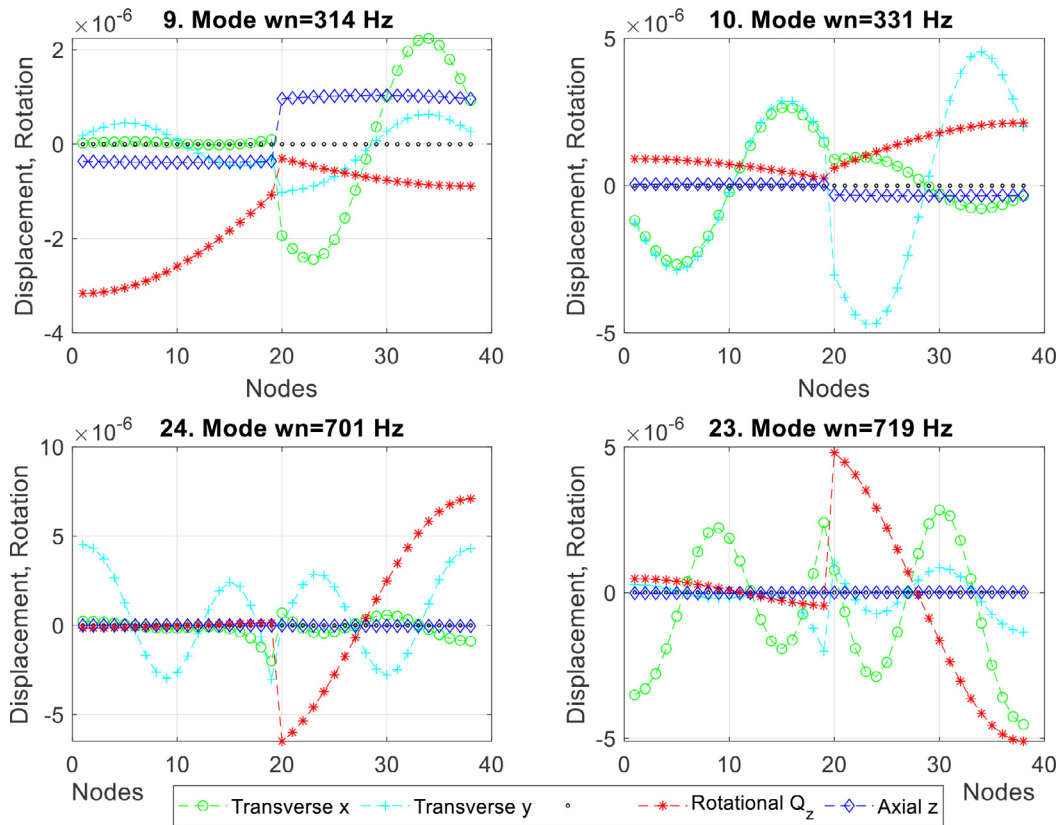 9. Mode wn=314 Hz
×10^-6
Displacement, Rotation
2
0
-2
-4
0 10 20 30 40
Nodes
10. Mode wn=331 Hz
×10^-6
Displacement, Rotation
5
0
-5
0 10 20 30 40
Nodes
24. Mode wn=701 Hz
×10^-6
Displacement, Rotation
10
5
0
-5
0 10 20 30 40
Nodes
23. Mode wn=719 Hz
×10^-6
Displacement, Rotation
5
0
-5
0 10 20 30 40
Nodes
Transverse x Transverse y Rotational Q_z Axial z